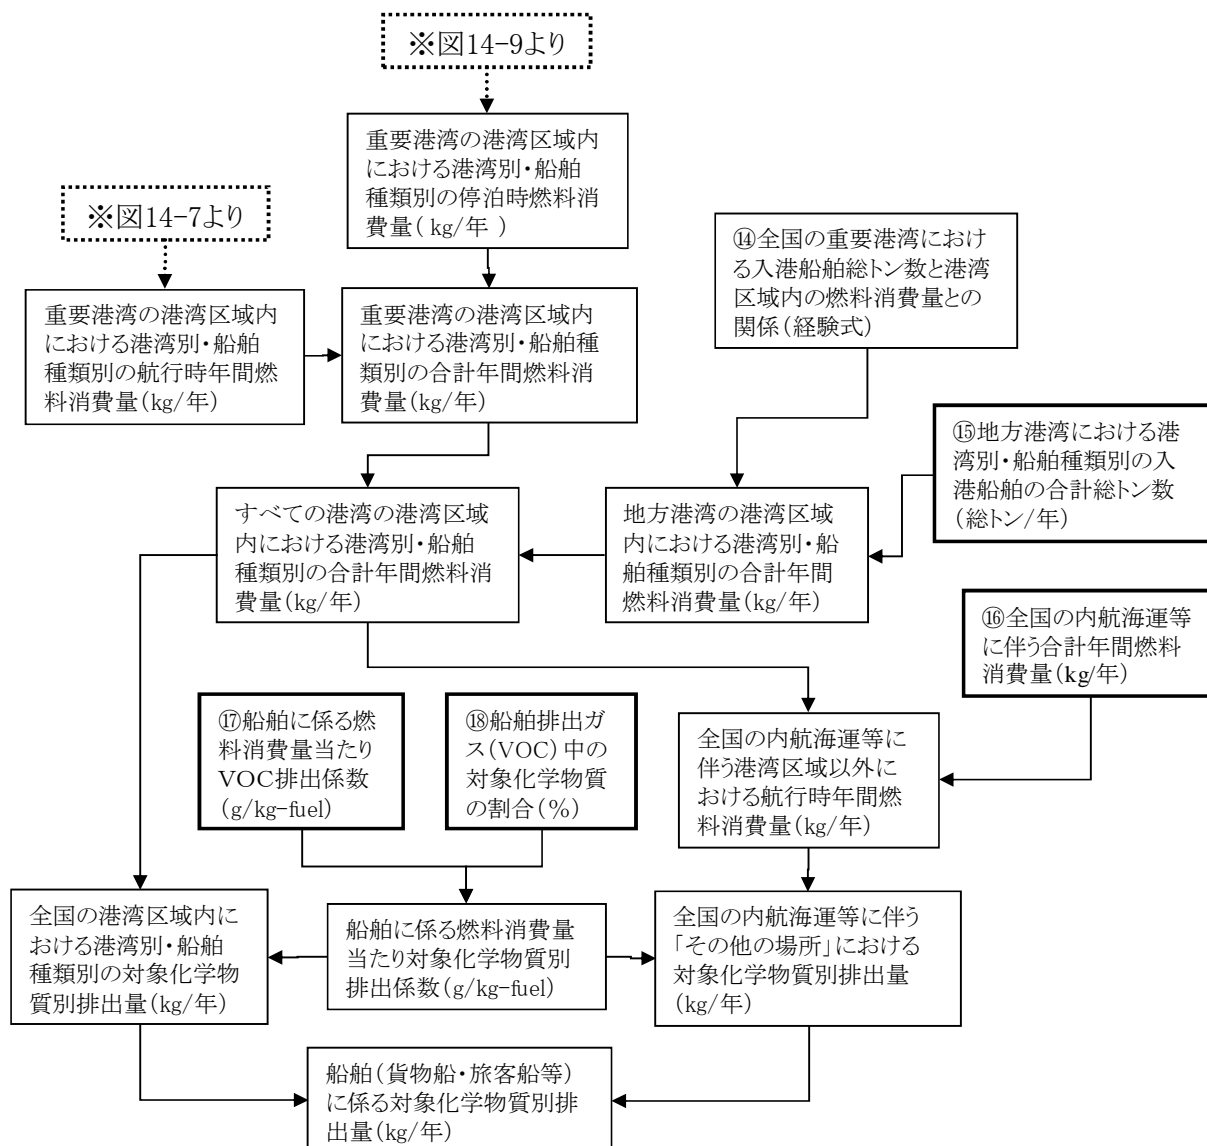 ※図14-9より
重要港湾の港湾区域内
における港湾別・船舶
種類別の停泊時燃料消
費量( kg/年 )
※図14-7より
⑭全国の重要港湾におけ
る入港船舶総トン数と港湾
区域内の燃料消費量との
関係(経験式)
重要港湾の港湾区域内
における港湾別・船舶
種類別の航行時年間燃
料消費量(kg/年)
重要港湾の港湾区域内
における港湾別・船舶種
類別の合計年間燃料消
費量(kg/年)
⑮地方港湾における港
湾別・船舶種類別の入
港船舶の合計総トン数
(総トン/年)
すべての港湾の港湾区域
内における港湾別・船舶
種類別の合計年間燃料消
費量(kg/年)
地方港湾の港湾区域
内における港湾別・船
舶種類別の合計年間
燃料消費量(kg/年)
⑯全国の内航海運等
に伴う合計年間燃料
消費量(kg/年)
⑰船舶に係る燃
料消費量当たり
VOC排出係数
(g/kg-fuel)
⑱船舶排出ガ
ス(VOC)中の
対象化学物質
の割合(%)
全国の内航海運等に
伴う港湾区域以外に
おける航行時年間燃
料消費量(kg/年)
全国の港湾区域内に
おける港湾別・船舶
種類別の対象化学物
質別排出量(kg/年)
船舶に係る燃料消費量
当たり対象化学物質別
排出係数(g/kg-fuel)
全国の内航海運等に伴う
「その他の場所」における
対象化学物質別排出量
(kg/年)
船舶(貨物船・旅客船等)
に係る対象化学物質別排
出量(kg/年)